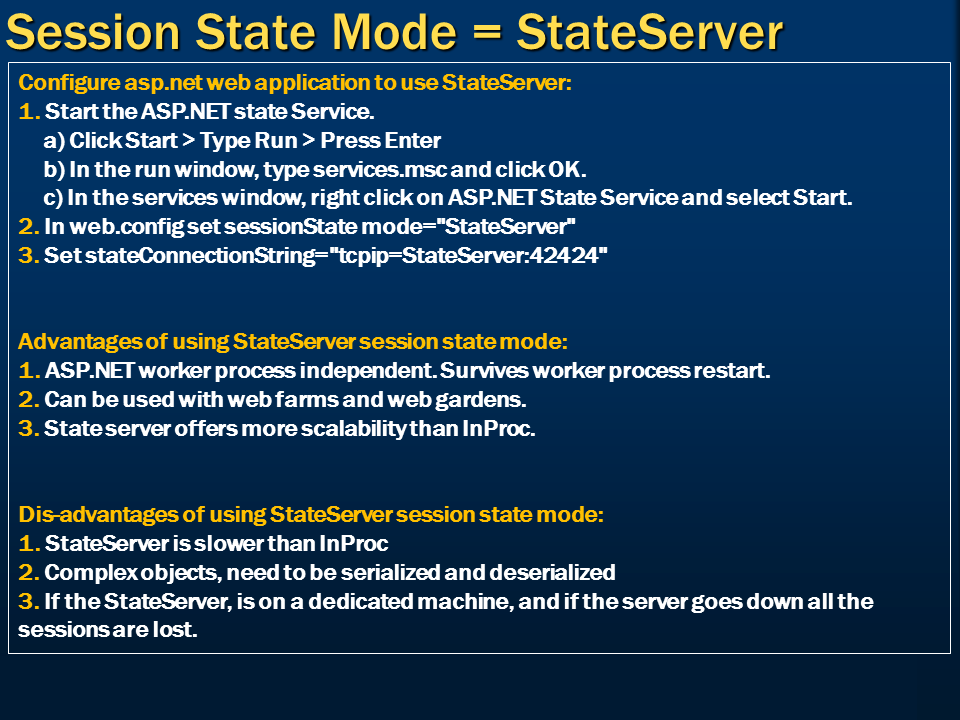 Session State Mode = StateServer
Configure asp.net web application to use StateServer:
1. Start the ASP.NET state Service.
a) Click Start > Type Run > Press Enter
b) In the run window, type services.msc and click OK.
c) In the services window, right click on ASP.NET State Service and select Start.
2. In web.config set sessionState mode="StateServer"
3. Set stateConnectionString="tcpip=StateServer:42424"
Advantages of using StateServer session state mode:
1. ASP.NET worker process independent. Survives worker process restart.
2. Can be used with web farms and web gardens.
3. State server offers more scalability than InProc.
Dis-advantages of using StateServer session state mode:
1. StateServer is slower than InProc
2. Complex objects, need to be serialized and deserialized
3. If the StateServer, is on a dedicated machine, and if the server goes down all the
sessions are lost.